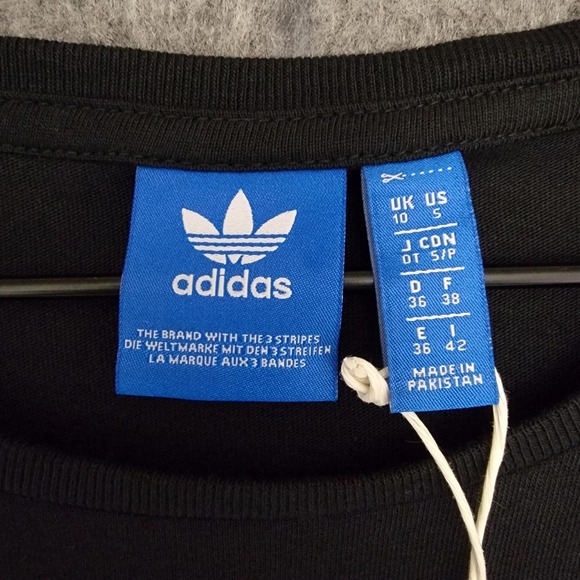 adidas
THE BRAND WITH THE 3 STRIPES
DIE WELTMARKE MIT DEN 3 STREIFEN
LA MARQUE AUX 3 BANDES
UK US
10 S
J CDN
OT S/P
D F
36 38
E I
36 42
MADE IN
PAKISTAN